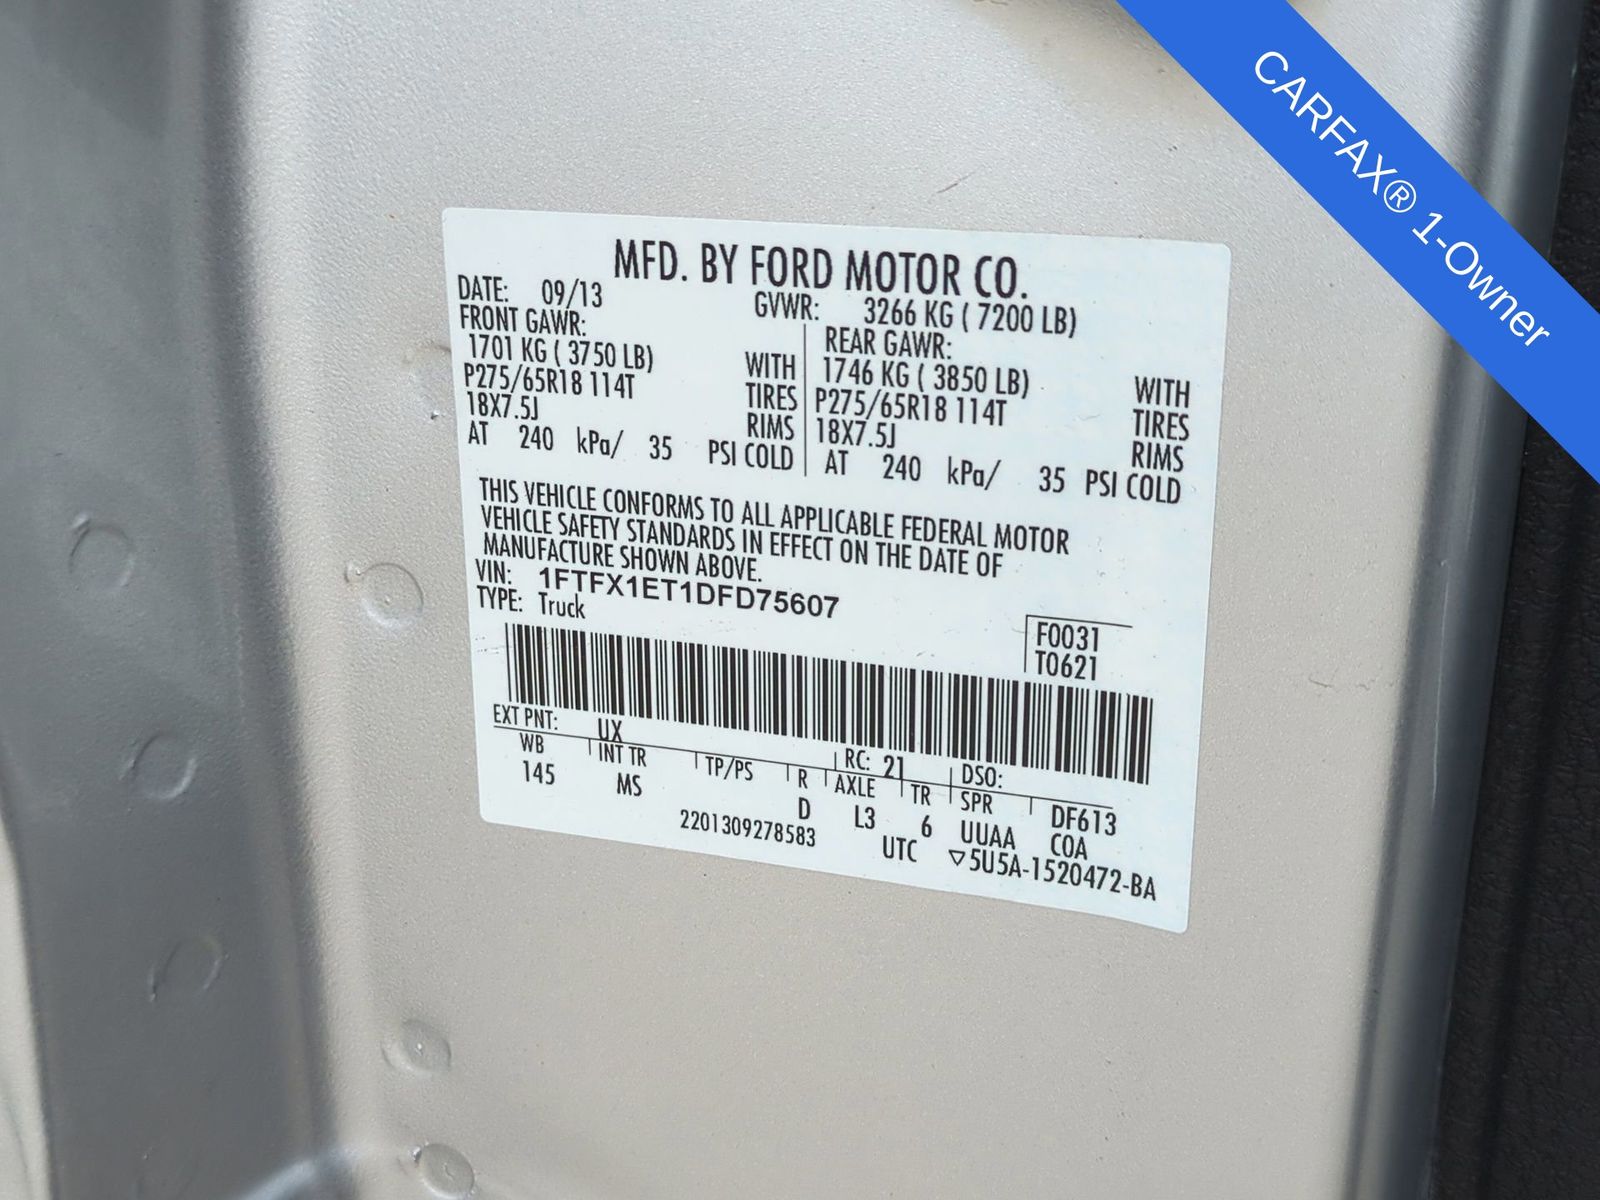 CARFAX® 1-Owner
MFD. BY FORD MOTOR CO.
DATE: 09/13 GVWR: 3266 KG ( 7200 LB)
FRONT GAWR: REAR GAWR:
1701 KG ( 3750 LB) WITH 1746 KG ( 3850 LB) WITH
P275/65R18 114T TIRES P275/65R18 114T TIRES
18X7.5J RIMS 18X7.5J RIMS
AT 240 kPa/ 35 PSI COLD AT 240 kPa/ 35 PSI COLD
THIS VEHICLE CONFORMS TO ALL APPLICABLE FEDERAL MOTOR
VEHICLE SAFETY STANDARDS IN EFFECT ON THE DATE OF
MANUFACTURE SHOWN ABOVE.
VIN: 1FTFX1ET1DFD75607
TYPE: Truck
F0031
T0621
EXT PNT: UX RC: 21 DSO:
WB INT TR TP/PS R AXLE TR SPR DF613
145 MS D L3 6 UUAA COA
2201309278583 UTC ▽5U5A-1520472-BA